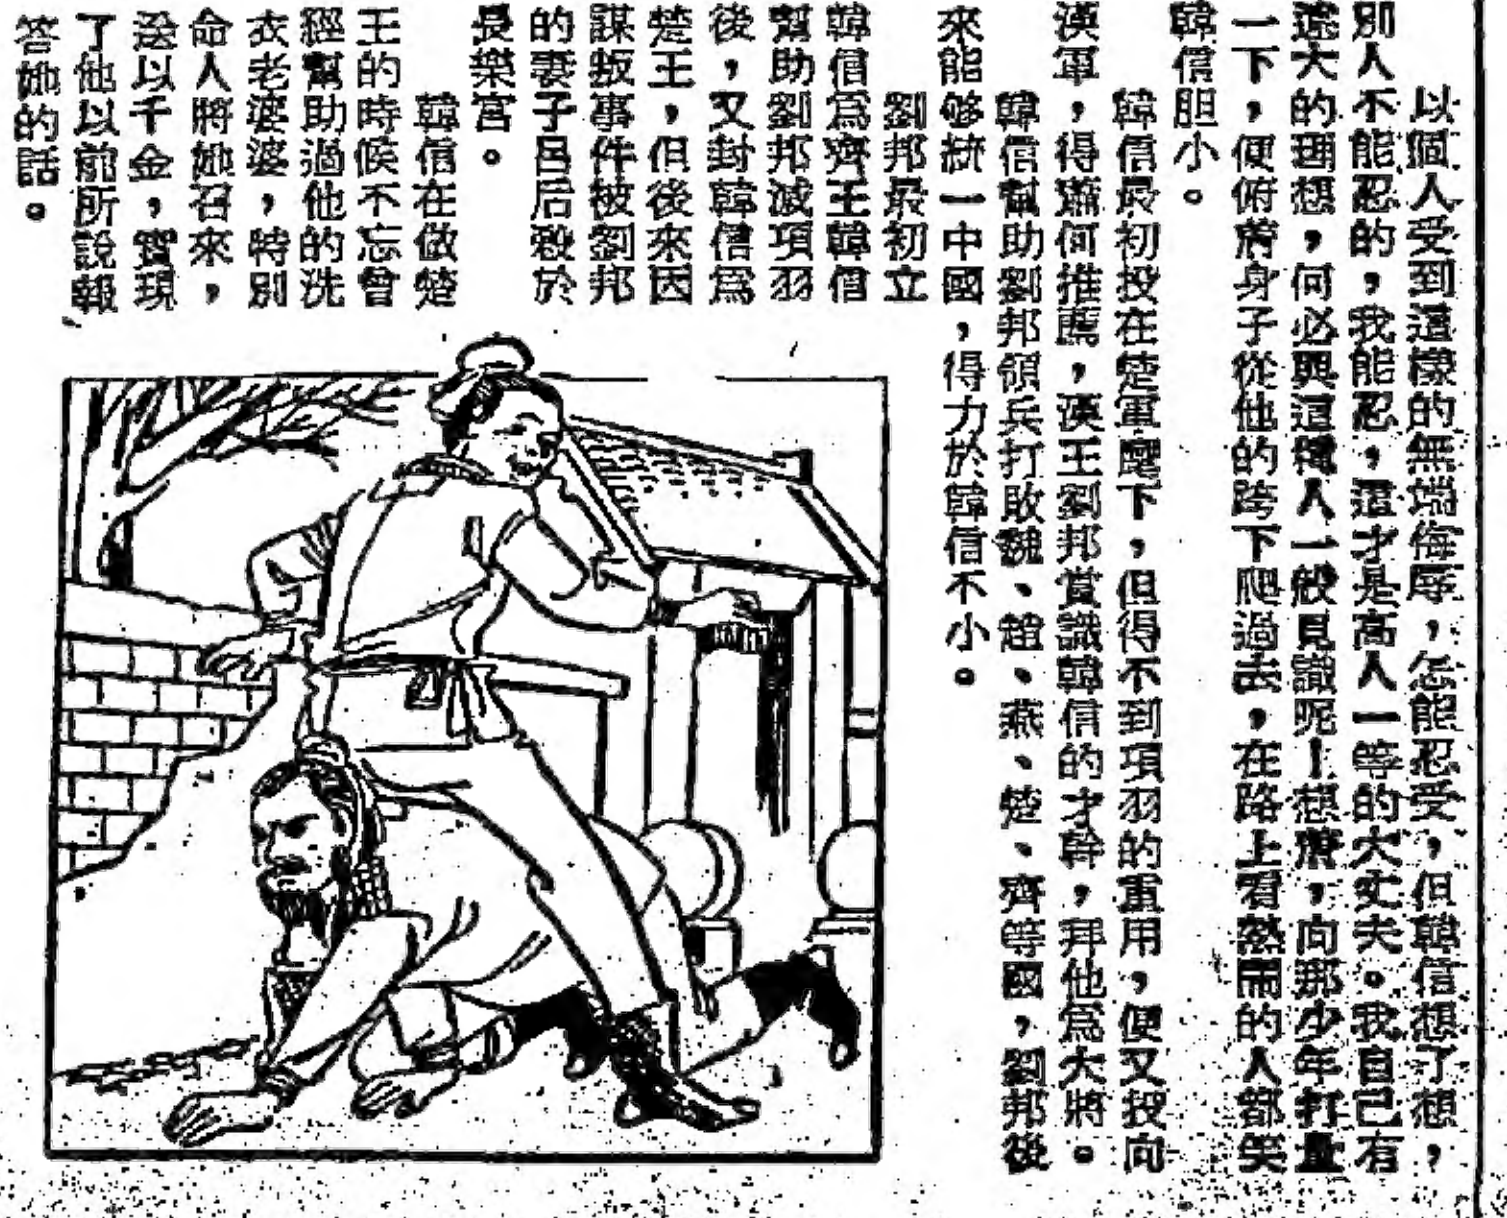 以個人受到這樣的無端侮辱，怎能忍受，但韓信想了想，
別人不能忍的，我能忍，這才是高人一等的大丈夫。我自己有
遠大的理想，何必與這種人一般見識呢！想着，向那少年打量
一下，便俯着身子從他的跨下爬過去，在路上看熱鬧的人都笑
韓信胆小。
韓信最初投在楚軍麾下，但得不到項羽的重用，便又投向
漢軍，得蕭何推薦，漢王劉邦賞識韓信的才幹，拜他爲大將。
韓信幫助劉邦領兵打敗魏、趙、燕、楚、齊等國，劉邦後
來能够統一中國，得力於韓信不小。
劉邦最初立
韓信爲齊王韓信
幫助劉邦滅項羽
後，又封韓信爲
楚王，但後來因
謀叛事件被劉邦
的妻子呂后殺於
長樂宮。
韓信在做楚
王的時候不忘曾
經幫助過他的洗
衣老婆婆，特別
命人將她召來，
送以千金，實現
了他以前所說報
答她的話。